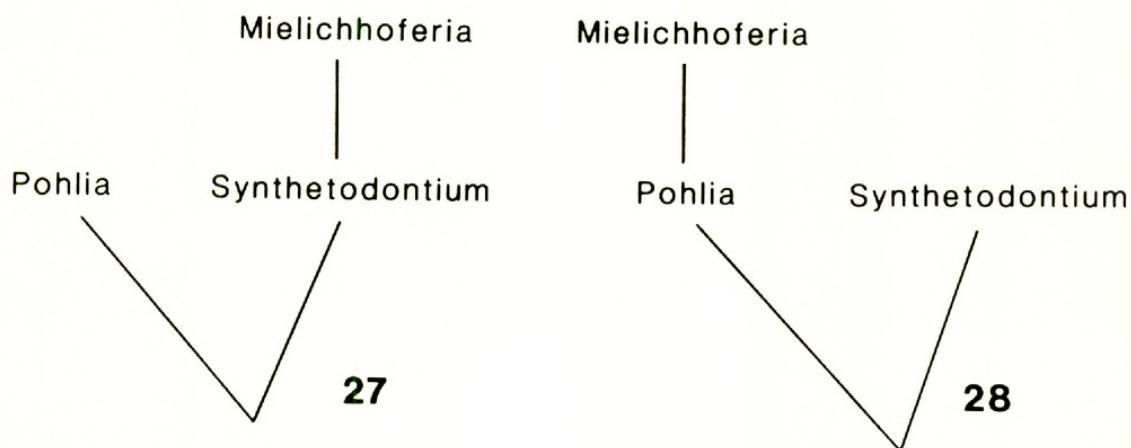 Mielichhoferia
Pohlia
Synthetodontium
27
Mielichhoferia
Pohlia
Synthetodontium
28